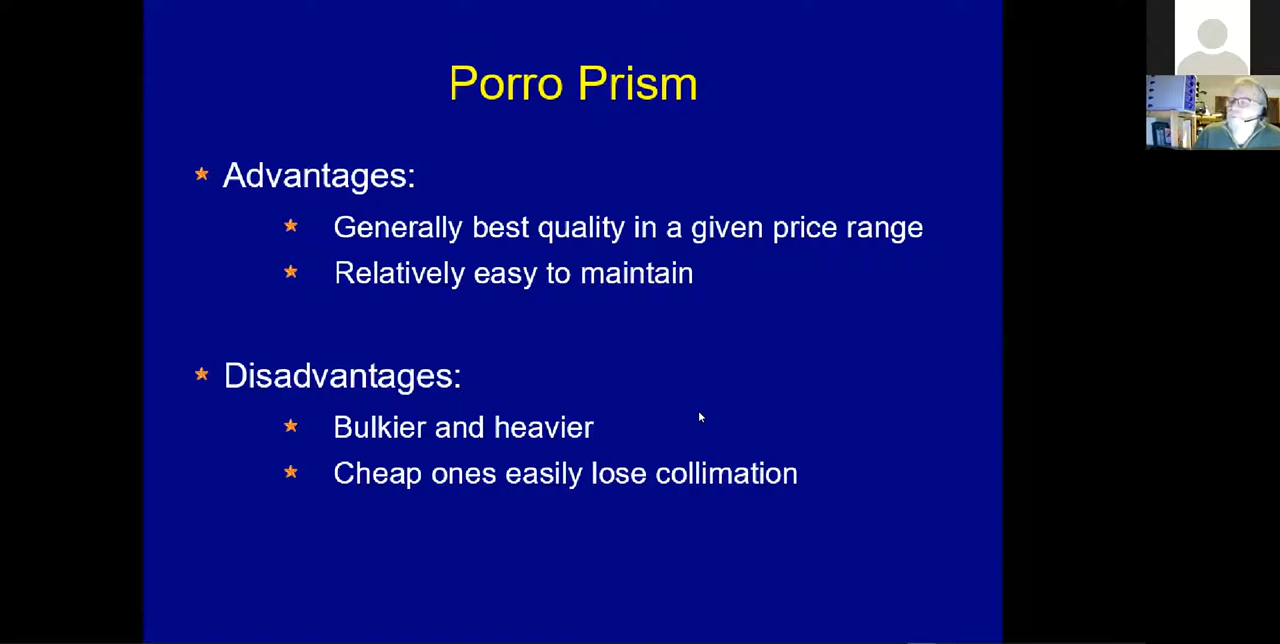 Porro Prism
Advantages:
Generally best quality in a given price range
Relatively easy to maintain
Disadvantages:
Bulkier and heavier
Cheap ones easily lose collimation